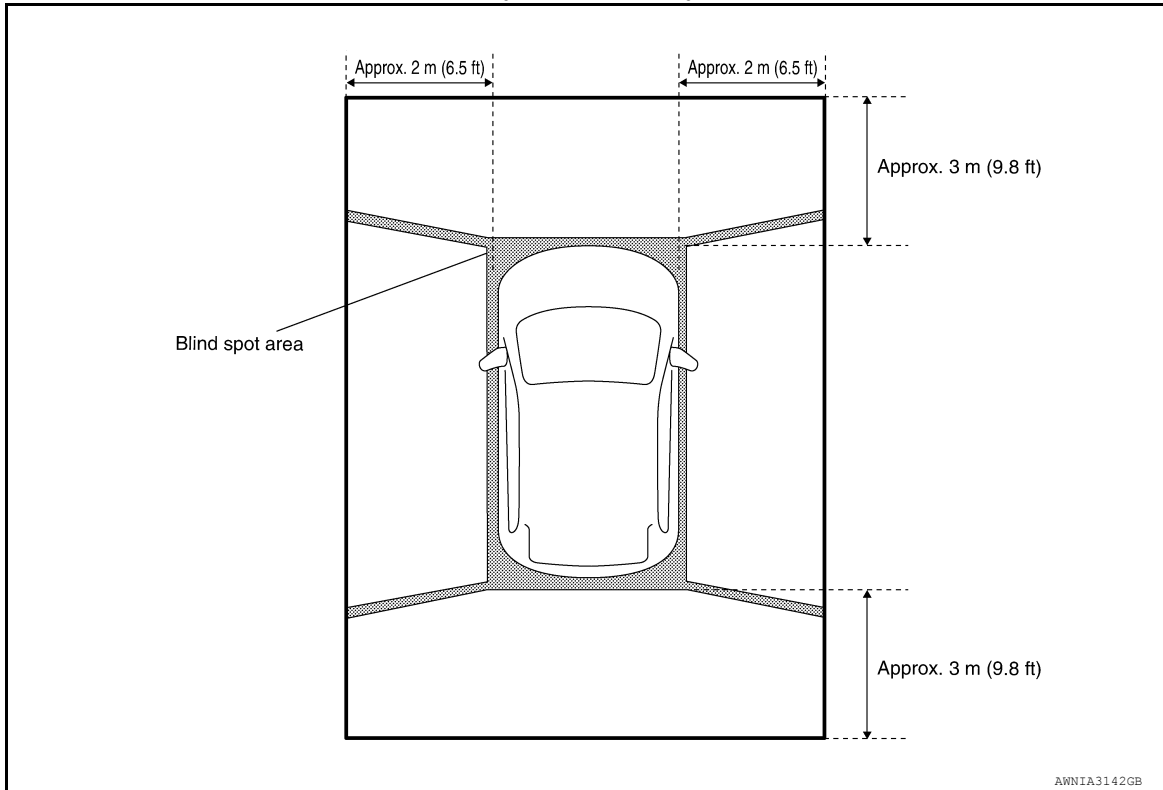 Approx. 2 m (6.5 ft)
Approx. 2 m (6.5 ft)
Approx. 3 m (9.8 ft)
Blind spot area
Approx. 3 m (9.8 ft)
AWNIA3142GB